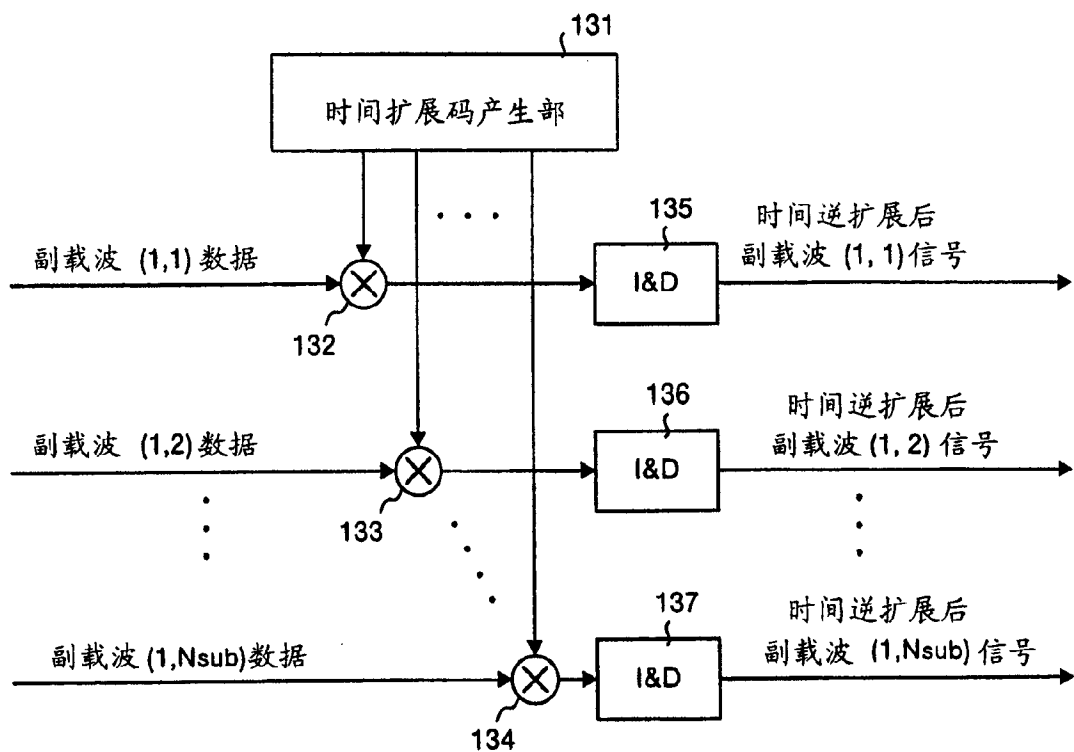 131
时间扩展码产生部
副载波 (1,1) 数据
132
135
I&D
时间逆扩展后
副载波 (1, 1) 信号
副载波 (1,2) 数据
133
136
I&D
时间逆扩展后
副载波 (1, 2) 信号
副载波 (1,Nsub) 数据
134
137
I&D
时间逆扩展后
副载波 (1,Nsub) 信号